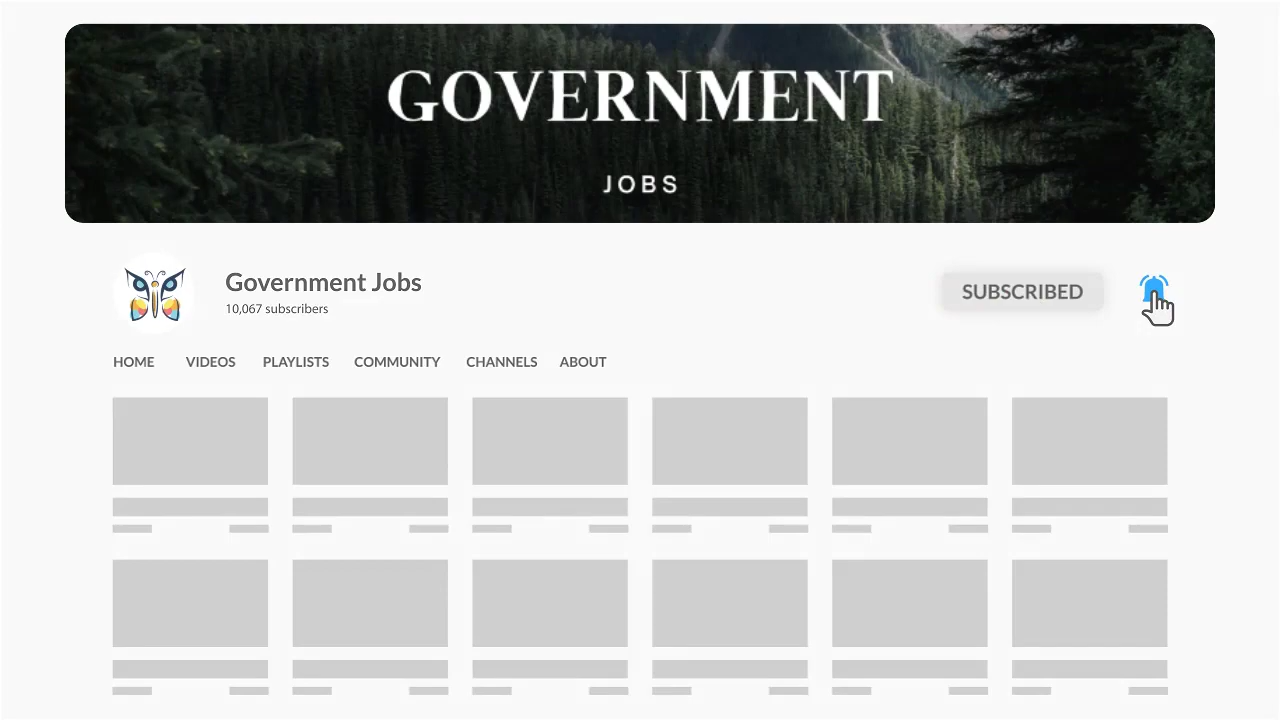 GOVERNMENT
JOBS
Government Jobs
10,067 subscribers
SUBSCRIBED
HOME VIDEOS PLAYLISTS COMMUNITY CHANNELS ABOUT